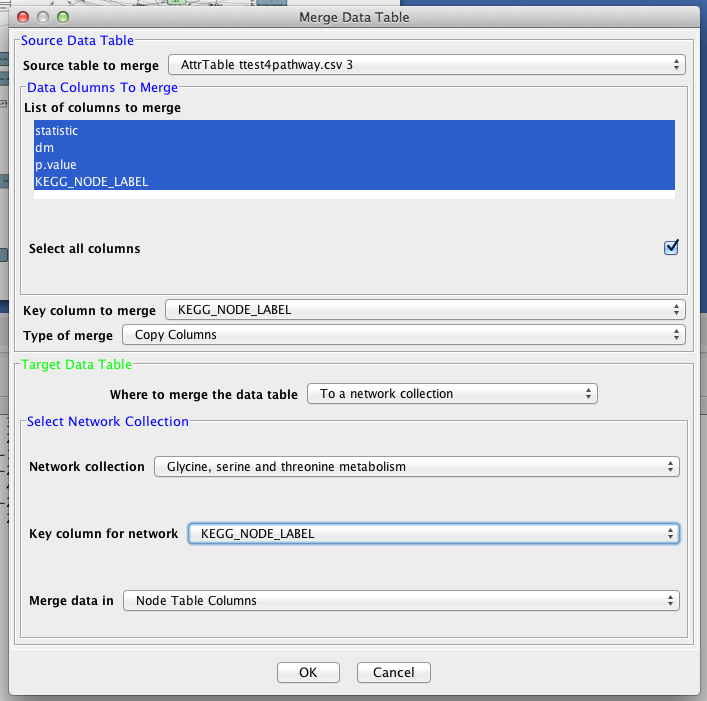 Merge Data Table
Source Data Table
Source table to merge AttrTable ttest4pathway.csv 3
Data Columns To Merge
List of columns to merge
statistic
dm
p.value
KEGG_NODE_LABEL
Select all columns
Key column to merge KEGG_NODE_LABEL
Type of merge Copy Columns
Target Data Table
Where to merge the data table To a network collection
Select Network Collection
Network collection Glycine, serine and threonine metabolism
Key column for network KEGG_NODE_LABEL
Merge data in Node Table Columns
OK Cancel